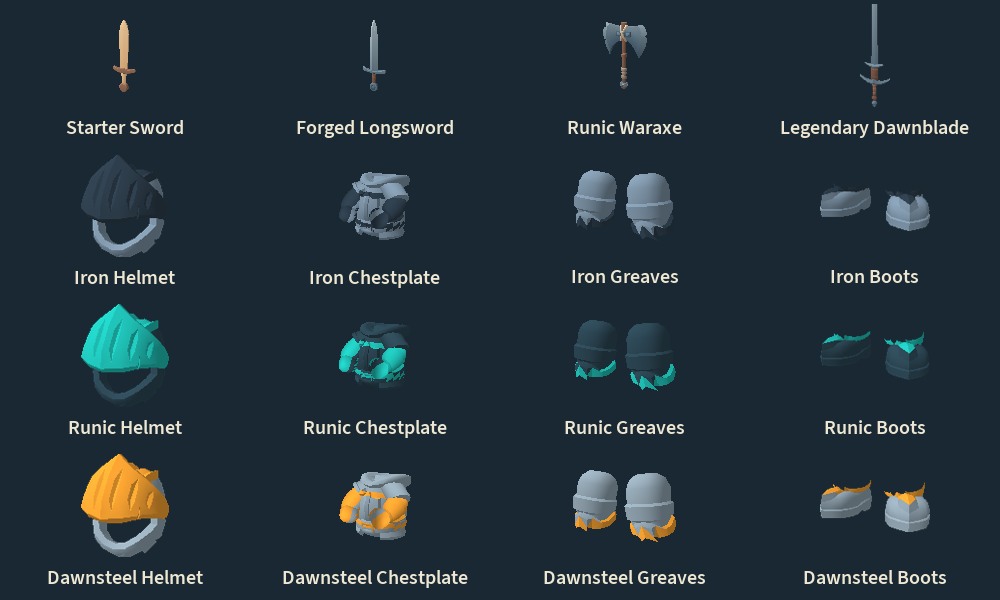 Starter Sword
Forged Longsword
Runic Waraxe
Legendary Dawnblade
Iron Helmet
Iron Chestplate
Iron Greaves
Iron Boots
Runic Helmet
Runic Chestplate
Runic Greaves
Runic Boots
Dawnsteel Helmet
Dawnsteel Chestplate
Dawnsteel Greaves
Dawnsteel Boots